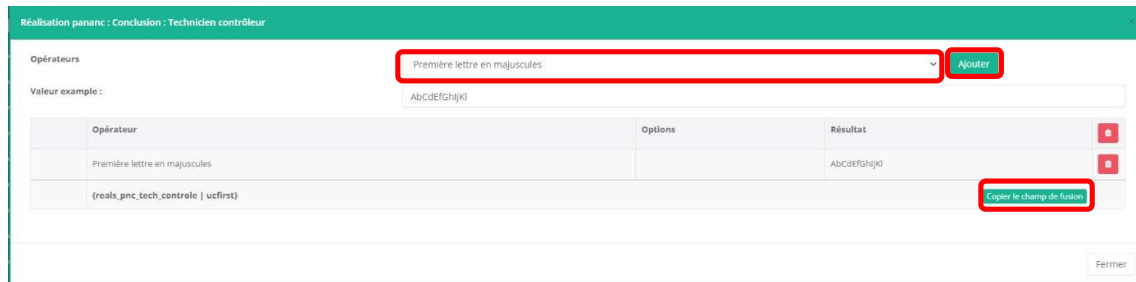 Réalisation pananc : Conclusion : Technicien contrôleur
×
Opérateurs
Première lettre en majuscules
Ajouter
Valeur example :
AbCdEfGhIjKl
Opérateur Options Résultat
Première lettre en majuscules AbCdEfGhIjKl
{reals_pnc_tech_controle | ucfirst} Copier le champ de fusion
Fermer